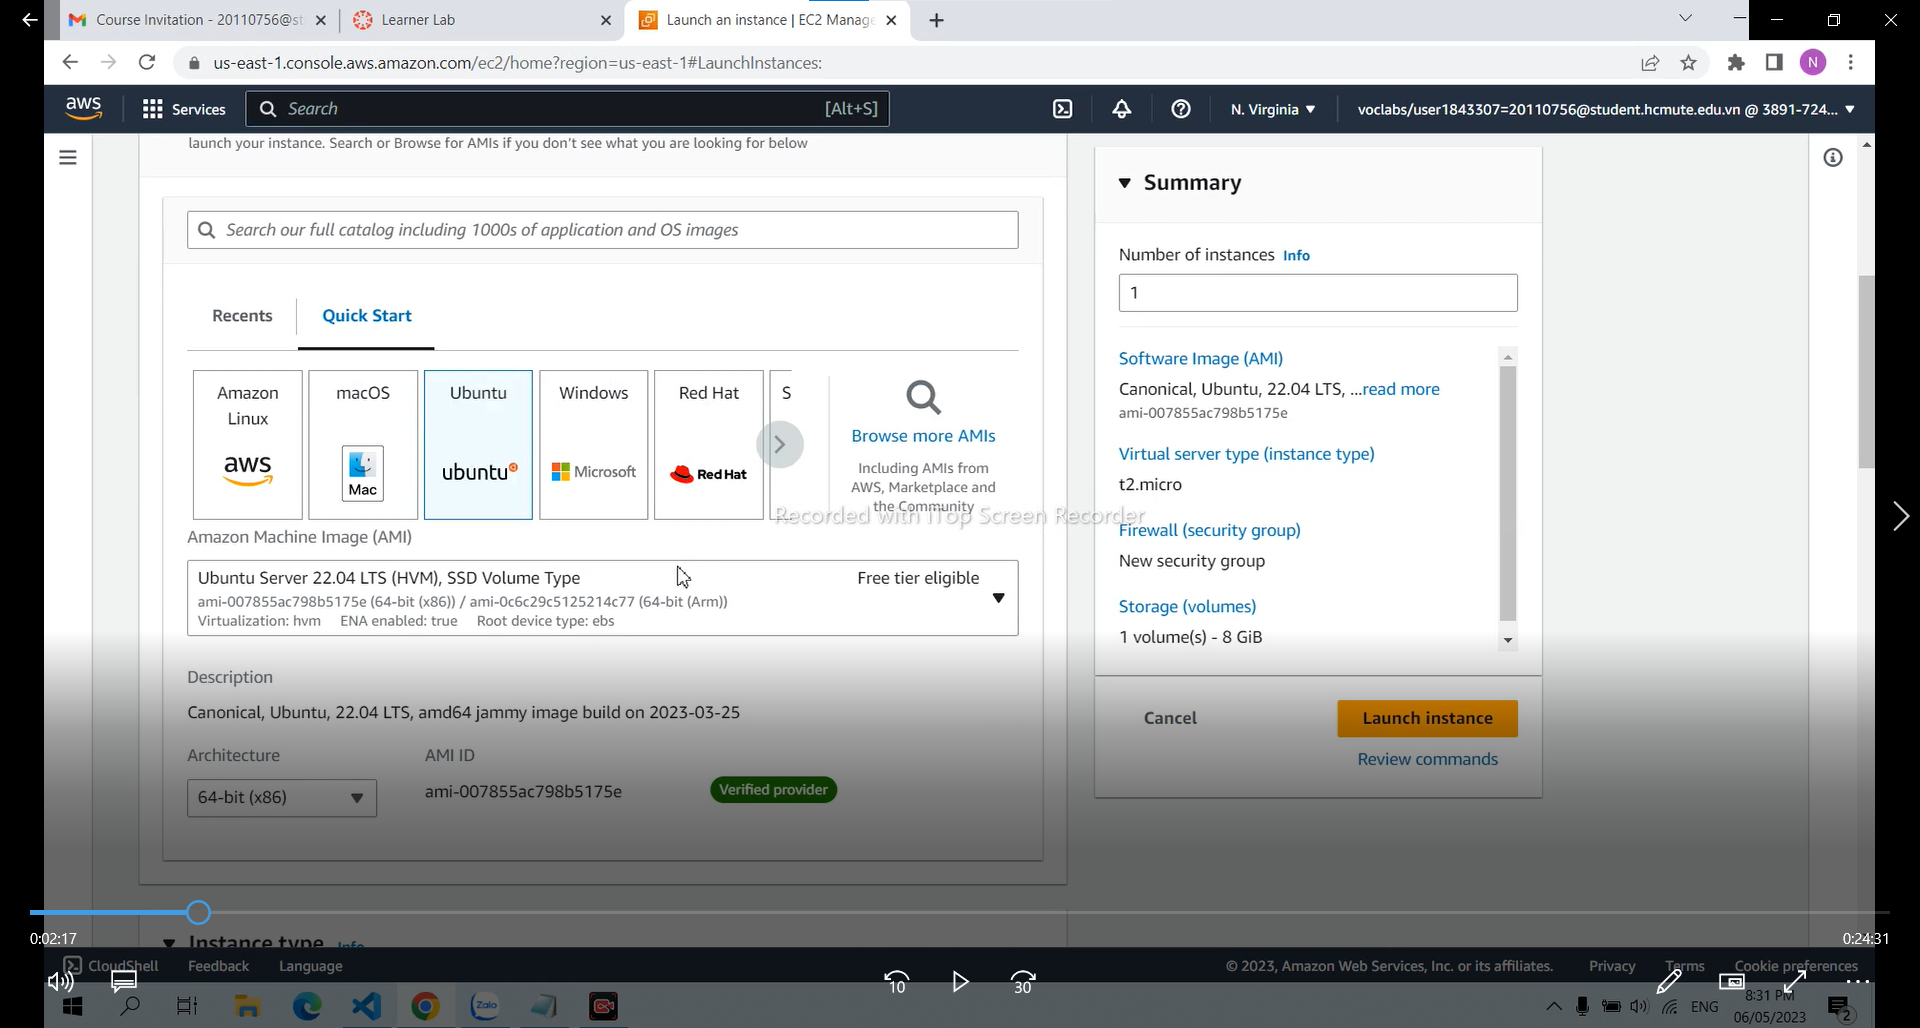 Course Invitation - 20110756@st
Learner Lab
Launch an instance | EC2 Manage
us-east-1.console.aws.amazon.com/ec2/home?region=us-east-1#LaunchInstances:
N
aws
Services
Search
[Alt+S]
N. Virginia
voclabs/user1843307=20110756@student.hcmute.edu.vn @ 3891-724...
launch your instance. Search or Browse for AMIs if you don't see what you are looking for below
Search our full catalog including 1000s of application and OS images
Recents
Quick Start
Amazon
Linux
aws
macOS
Mac
Ubuntu
ubuntu
Windows
Microsoft
Red Hat
Red Hat
S
Browse more AMIs
Including AMIs from
AWS, Marketplace and
the Community
Recorded with iTop Screen Recorder
Amazon Machine Image (AMI)
Ubuntu Server 22.04 LTS (HVM), SSD Volume Type
Free tier eligible
ami-007855ac798b5175e (64-bit (x86)) / ami-0c6c29c5125214c77 (64-bit (Arm))
Virtualization: hvm ENA enabled: true Root device type: ebs
Description
Canonical, Ubuntu, 22.04 LTS, amd64 jammy image build on 2023-03-25
Architecture
AMI ID
64-bit (x86)
ami-007855ac798b5175e
Verified provider
Instance type Info
Summary
Number of instances Info
1
Software Image (AMI)
Canonical, Ubuntu, 22.04 LTS, ...read more
ami-007855ac798b5175e
Virtual server type (instance type)
t2.micro
Firewall (security group)
New security group
Storage (volumes)
1 volume(s) - 8 GiB
Cancel
Launch instance
Review commands
0:02:17
0:24:31
CloudShell
Feedback
Language
© 2023, Amazon Web Services, Inc. or its affiliates.
Privacy
Terms
Cookie preferences
10
30
Zalo
ENG
8:31 PM
06/05/2023
2